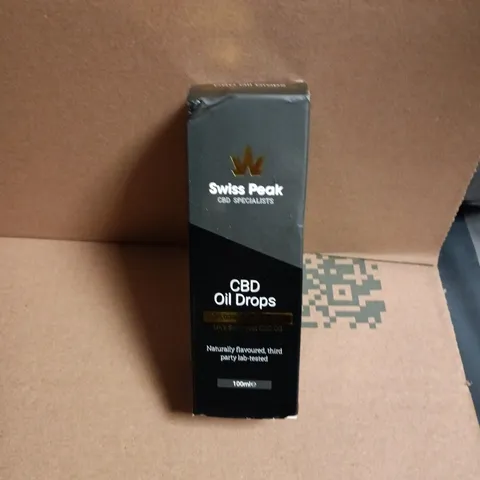 Swiss Peak
CBD SPECIALISTS
CBD
Oil Drops
Naturally flavoured, third
party lab-tested
100ml℮